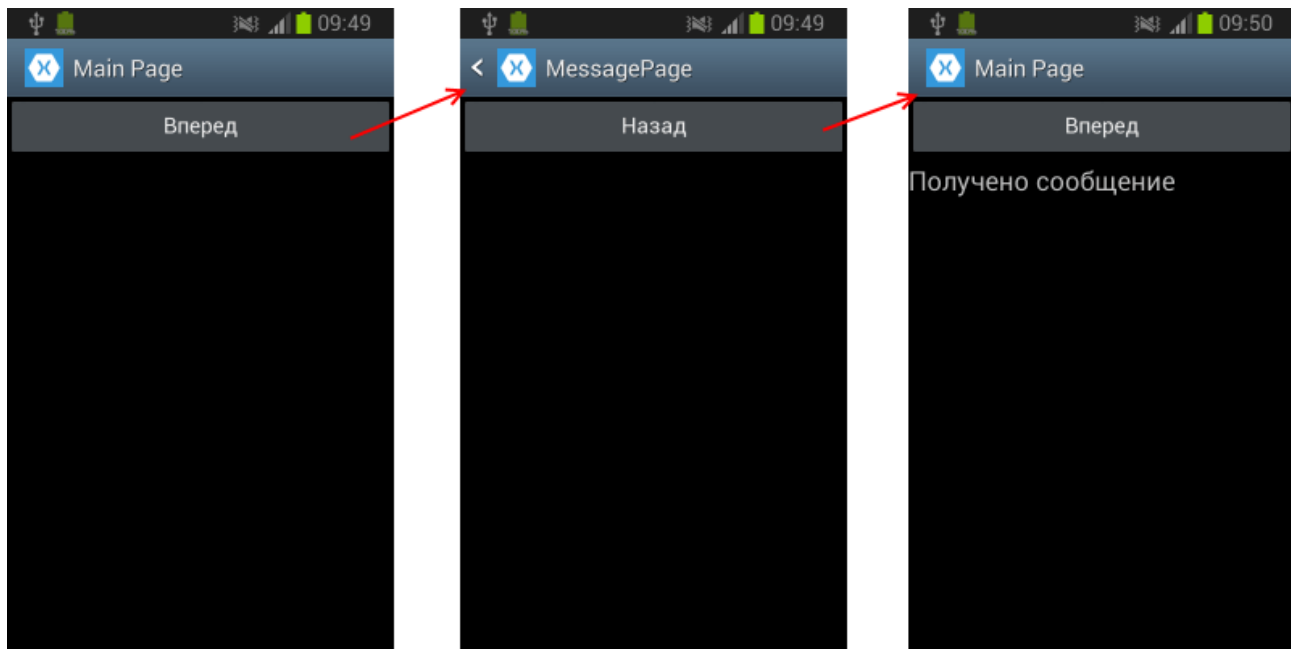 09:49
Main Page
Вперед
09:49
MessagePage
Назад
09:50
Main Page
Вперед
Получено сообщение